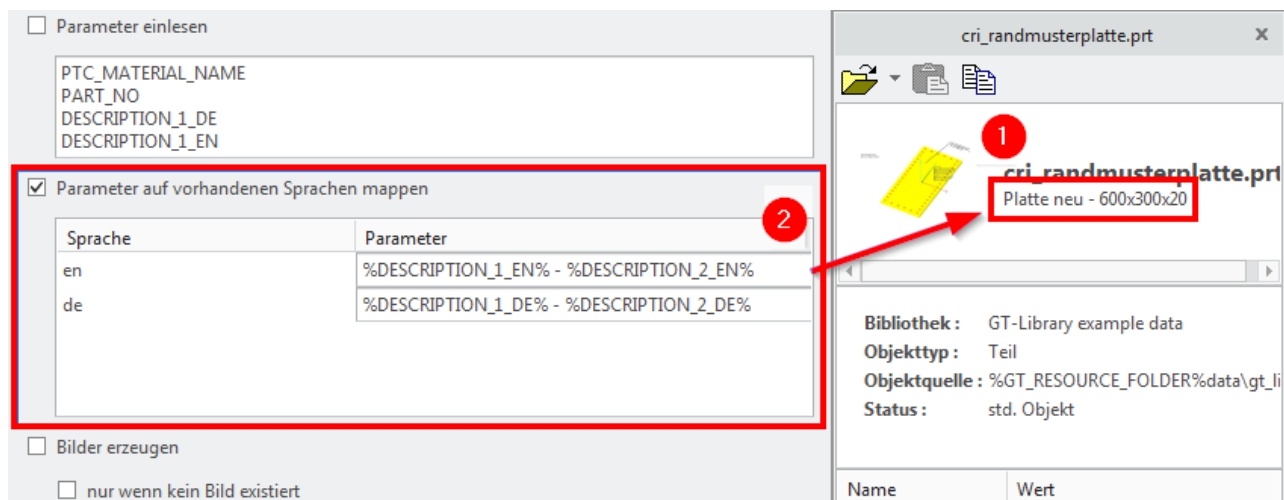 Parameter einlesen
PTC_MATERIAL_NAME
PART_NO
DESCRIPTION_1_DE
DESCRIPTION_1_EN
Parameter auf vorhandenen Sprachen mappen
2
Sprache Parameter
en %DESCRIPTION_1_EN% - %DESCRIPTION_2_EN%
de %DESCRIPTION_1_DE% - %DESCRIPTION_2_DE%
Bilder erzeugen
nur wenn kein Bild existiert
cri_randmusterplatte.prt x
1
cri_randmusterplatte.prt
Platte neu - 600x300x20
Bibliothek : GT-Library example data
Objekttyp : Teil
Objektquelle : %GT_RESOURCE_FOLDER%data\gt_li
Status : std. Objekt
Name Wert